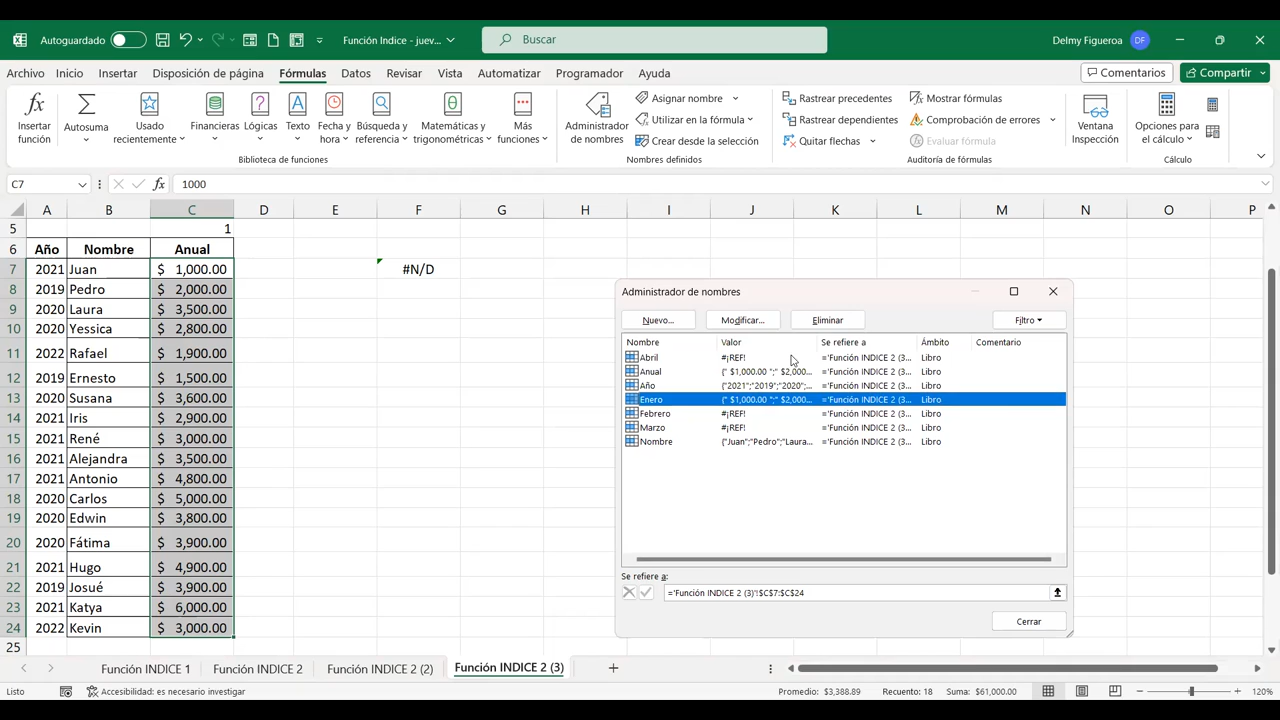 Autoguardado
Función Indice - juev...
Buscar
Delmy Figueroa
DF
Archivo Inicio Insertar Disposición de página Fórmulas Datos Revisar Vista Automatizar Programador Ayuda
Comentarios
Compartir
Insertar función
Autosuma
Usado recientemente
Financieras
Lógicas
Texto
Fecha y hora
Búsqueda y referencia
Matemáticas y trigonométricas
Más funciones
Biblioteca de funciones
Administrador de nombres
Asignar nombre
Utilizar en la fórmula
Crear desde la selección
Nombres definidos
Rastrear precedentes
Rastrear dependientes
Quitar flechas
Mostrar fórmulas
Comprobación de errores
Evaluar fórmula
Auditoría de fórmulas
Ventana Inspección
Opciones para el cálculo
Cálculo
C7
fx
1000
A B C D E F G H I J K L M N O P
5 1
6 Año Nombre Anual
7 2021 Juan $ 1,000.00 #N/D
8 2019 Pedro $ 2,000.00
9 2020 Laura $ 3,500.00
10 2020 Yessica $ 2,800.00
11 2022 Rafael $ 1,900.00
12 2019 Ernesto $ 1,500.00
13 2020 Susana $ 3,600.00
14 2021 Iris $ 2,900.00
15 2021 René $ 3,000.00
16 2021 Alejandra $ 3,500.00
17 2021 Antonio $ 4,800.00
18 2020 Carlos $ 5,000.00
19 2020 Edwin $ 3,800.00
20 2020 Fátima $ 3,900.00
21 2021 Hugo $ 4,900.00
22 2019 Josué $ 3,900.00
23 2021 Katya $ 6,000.00
24 2022 Kevin $ 3,000.00
25
Administrador de nombres
Nuevo... Modificar... Eliminar Filtro
Nombre Valor Se refiere a Ámbito Comentario
Abril #¡REF! ='Función INDICE 2 (3... Libro
Anual {" $1,000.00 ";" $2,000... ='Función INDICE 2 (3... Libro
Año {"2021";"2019";"2020";... ='Función INDICE 2 (3... Libro
Enero {" $1,000.00 ";" $2,000... ='Función INDICE 2 (3... Libro
Febrero #¡REF! ='Función INDICE 2 (3... Libro
Marzo #¡REF! ='Función INDICE 2 (3... Libro
Nombre {"Juan";"Pedro";"Laura... ='Función INDICE 2 (3... Libro
Se refiere a:
='Función INDICE 2 (3)'!$C$7:$C$24
Cerrar
Función INDICE 1 Función INDICE 2 Función INDICE 2 (2) Función INDICE 2 (3)
Listo
Accesibilidad: es necesario investigar
Promedio: $3,388.89 Recuento: 18 Suma: $61,000.00
120%